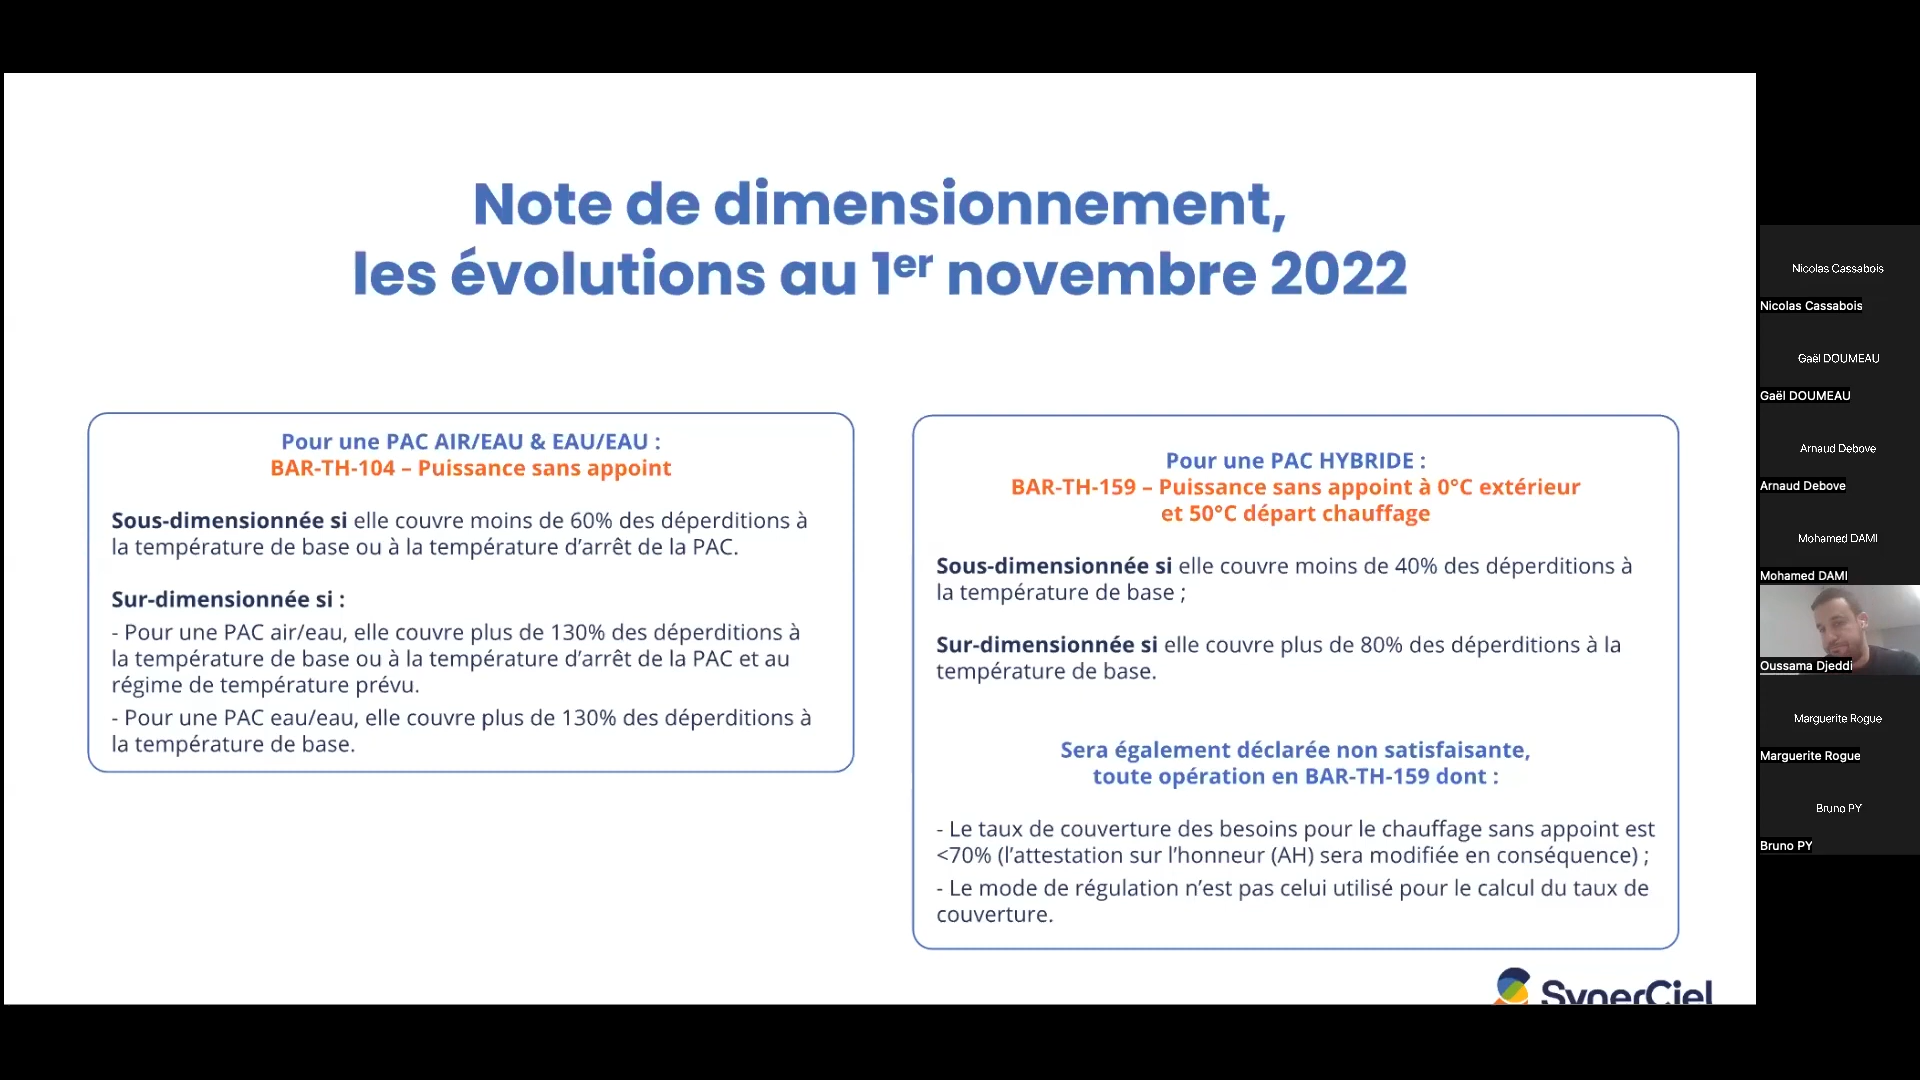 Note de dimensionnement,
les évolutions au 1er novembre 2022
Pour une PAC AIR/EAU & EAU/EAU :
BAR-TH-104 – Puissance sans appoint
Sous-dimensionnée si elle couvre moins de 60% des déperditions à
la température de base ou à la température d’arrêt de la PAC.
Sur-dimensionnée si :
- Pour une PAC air/eau, elle couvre plus de 130% des déperditions à
la température de base ou à la température d’arrêt de la PAC et au
régime de température prévu.
- Pour une PAC eau/eau, elle couvre plus de 130% des déperditions à
la température de base.
Pour une PAC HYBRIDE :
BAR-TH-159 – Puissance sans appoint à 0°C extérieur
et 50°C départ chauffage
Sous-dimensionnée si elle couvre moins de 40% des déperditions à
la température de base ;
Sur-dimensionnée si elle couvre plus de 80% des déperditions à la
température de base.
Sera également déclarée non satisfaisante,
toute opération en BAR-TH-159 dont :
- Le taux de couverture des besoins pour le chauffage sans appoint est
<70% (l’attestation sur l’honneur (AH) sera modifiée en conséquence) ;
- Le mode de régulation n’est pas celui utilisé pour le calcul du taux de
couverture.
SynerCiel
Nicolas Cassabois
Nicolas Cassabois
Gaël DOUMEAU
Gaël DOUMEAU
Arnaud Debove
Arnaud Debove
Mohamed DAMI
Mohamed DAMI
Oussama Djeddi
Marguerite Rogue
Marguerite Rogue
Bruno PY
Bruno PY